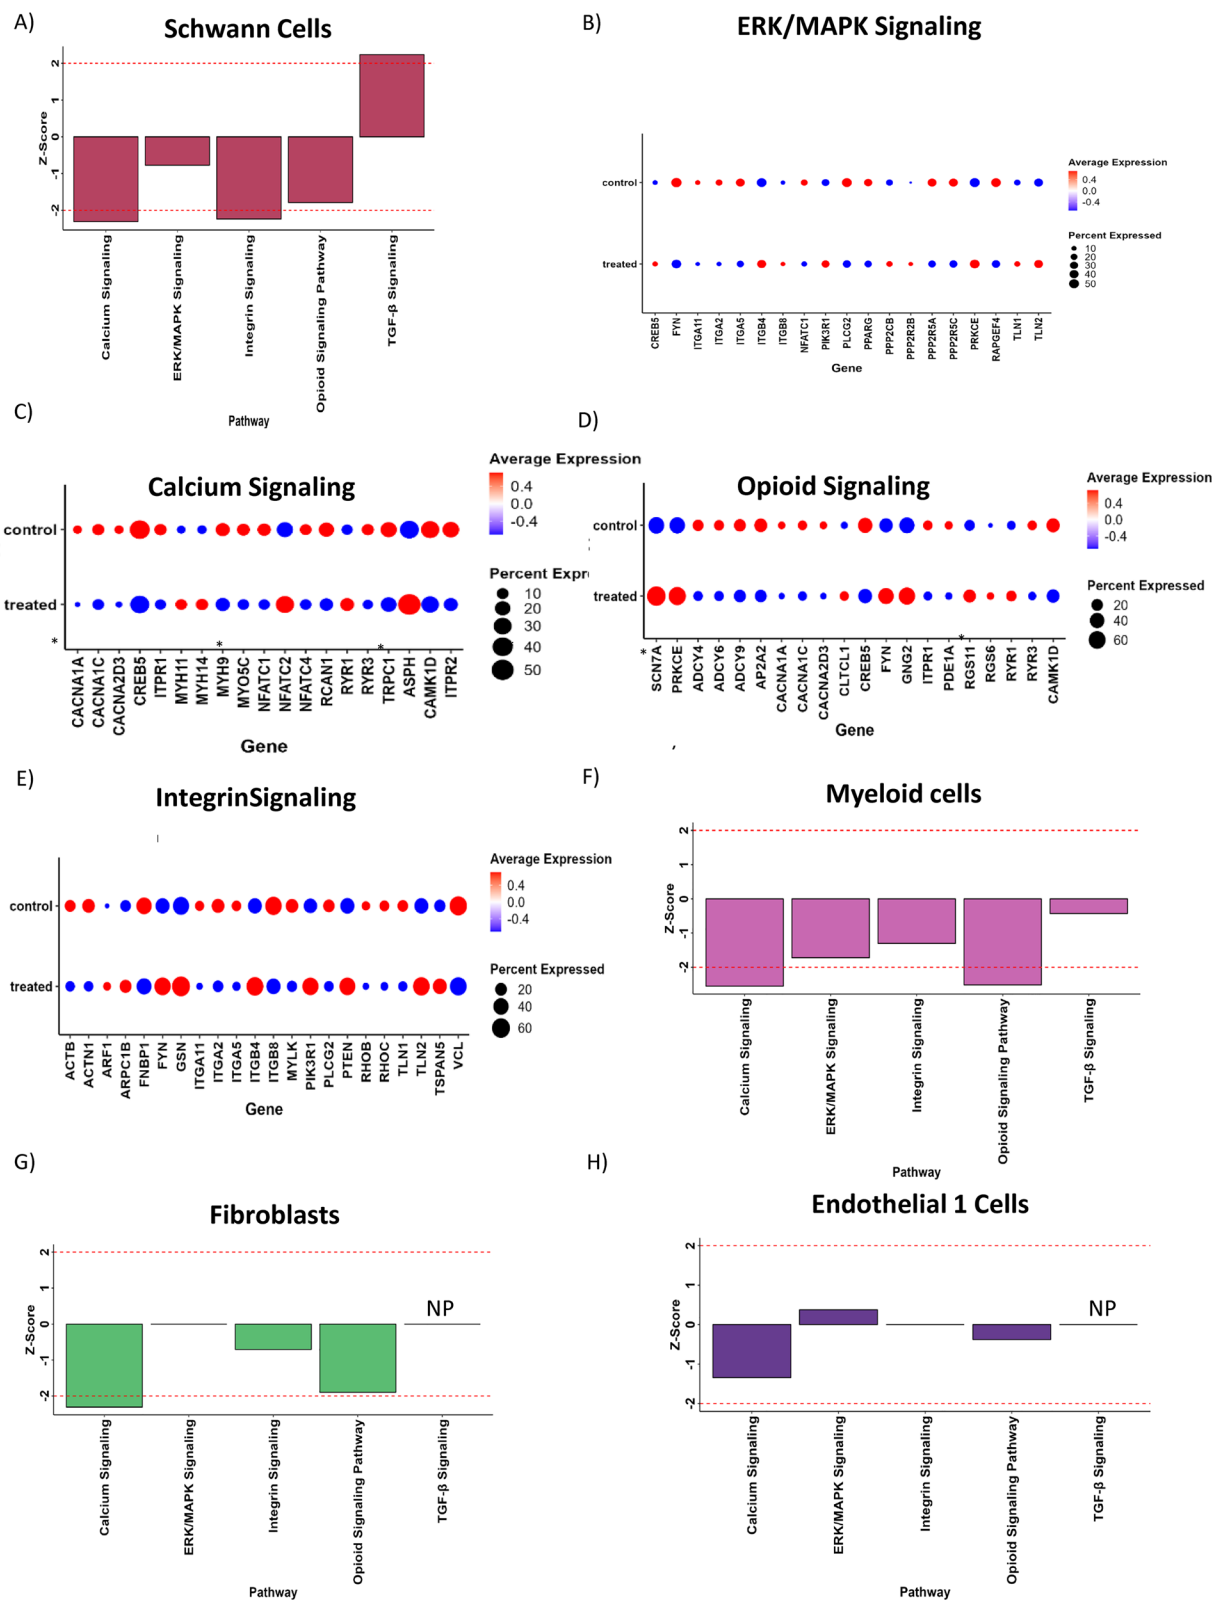 A)
Schwann Cells
2
1
0
-1
-2
Z-Score
Calcium Signaling
ERK/MAPK Signaling
Integrin Signaling
Opioid Signaling Pathway
TGF-β Signaling
Pathway
B)
ERK/MAPK Signaling
control
treated
CREB5 FYN ITGA11 ITGA2 ITGA5 ITGB4 ITGB8 NFATC1 PIK3R1 PLCG2 PPARG PPP2CB PPP2R2B PPP2R5A PPP2R5C PRKCE RAPGEF4 TLN1 TLN2
Gene
Average Expression
0.4
0.0
-0.4
Percent Expressed
10
20
30
40
50
C)
Calcium Signaling
control
treated
*
*
*
CACNA1A CACNA1C CACNA2D3 CREB5 ITPR1 MYH11 MYH14 MYH9 MYO5C NFATC1 NFATC2 NFATC4 RCAN1 RYR1 RYR3 TRPC1 ASPH CAMK1D ITPR2
Gene
Average Expression
0.4
0.0
-0.4
Percent Expr
10
20
30
40
50
D)
Opioid Signaling
control
treated
*
*
SCN7A PRKCE ADCY4 ADCY6 ADCY9 AP2A2 CACNA1A CACNA1C CACNA2D3 CLTCL1 CREB5 FYN GNG2 ITPR1 PDE1A RGS11 RGS6 RYR1 RYR3 CAMK1D
Gene
Average Expression
0.4
0.0
-0.4
Percent Expressed
20
40
60
E)
IntegrinSignaling
control
treated
ACTB ACTN1 ARF1 ARPC1B FNBP1 FYN GSN ITGA11 ITGA2 ITGA5 ITGB4 ITGB8 MYLK PIK3R1 PLCG2 PTEN RHOB RHOC TLN1 TLN2 TSPAN5 VCL
Gene
Average Expression
0.4
0.0
-0.4
Percent Expressed
20
40
60
F)
Myeloid cells
2
1
0
-1
-2
Z-Score
Calcium Signaling
ERK/MAPK Signaling
Integrin Signaling
Opioid Signaling Pathway
TGF-β Signaling
Pathway
G)
Fibroblasts
2
1
0
-1
-2
Z-Score
NP
Calcium Signaling
ERK/MAPK Signaling
Integrin Signaling
Opioid Signaling Pathway
TGF-β Signaling
Pathway
H)
Endothelial 1 Cells
2
1
0
-1
-2
Z-Score
NP
Calcium Signaling
ERK/MAPK Signaling
Integrin Signaling
Opioid Signaling Pathway
TGF-β Signaling
Pathway